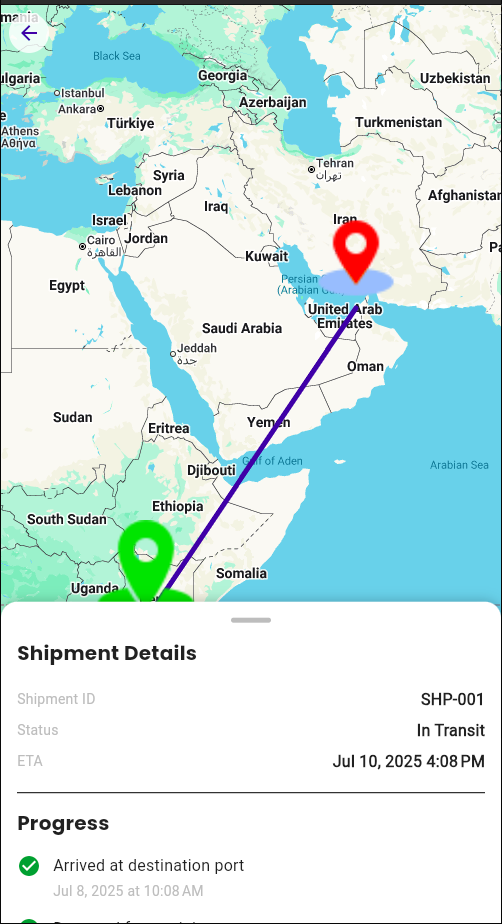 mania
Black Sea
ulgaria
Georgia
Uzbekistan
Istanbul
Azerbaijan
Ankara
Türkiye
Turkmenistan
Athens
Αθήνα
Tehran
تهران
Syria
Lebanon
Afghanistan
Iraq
Israel
Iran
Jordan
Cairo
القاهرة
Kuwait
Egypt
Persian
(Arabian
United Arab
Emirates
Saudi Arabia
Jeddah
جدة
Oman
Sudan
Yemen
Eritrea
Gulf of Aden
Arabian Sea
Djibouti
Ethiopia
South Sudan
Somalia
Uganda
Shipment Details
Shipment ID SHP-001
Status In Transit
ETA Jul 10, 2025 4:08 PM
Progress
Arrived at destination port
Jul 8, 2025 at 10:08 AM